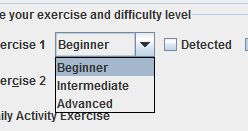 e your exercise and difficulty level
ercise 1 Beginner Detected
Beginner
ercise 2 Intermediate
Advanced
ily Activity Exercise